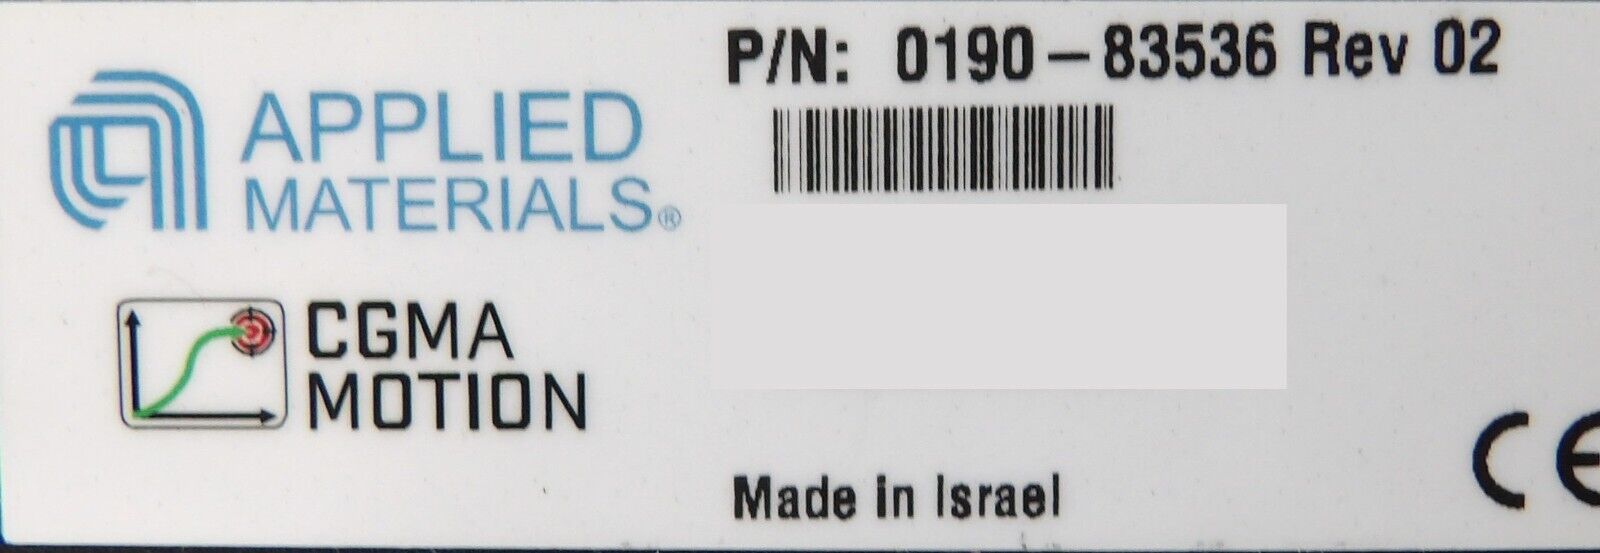 APPLIED
MATERIALS®
CGMA
MOTION
P/N: 0190-83536 Rev 02
Made in Israel
CE